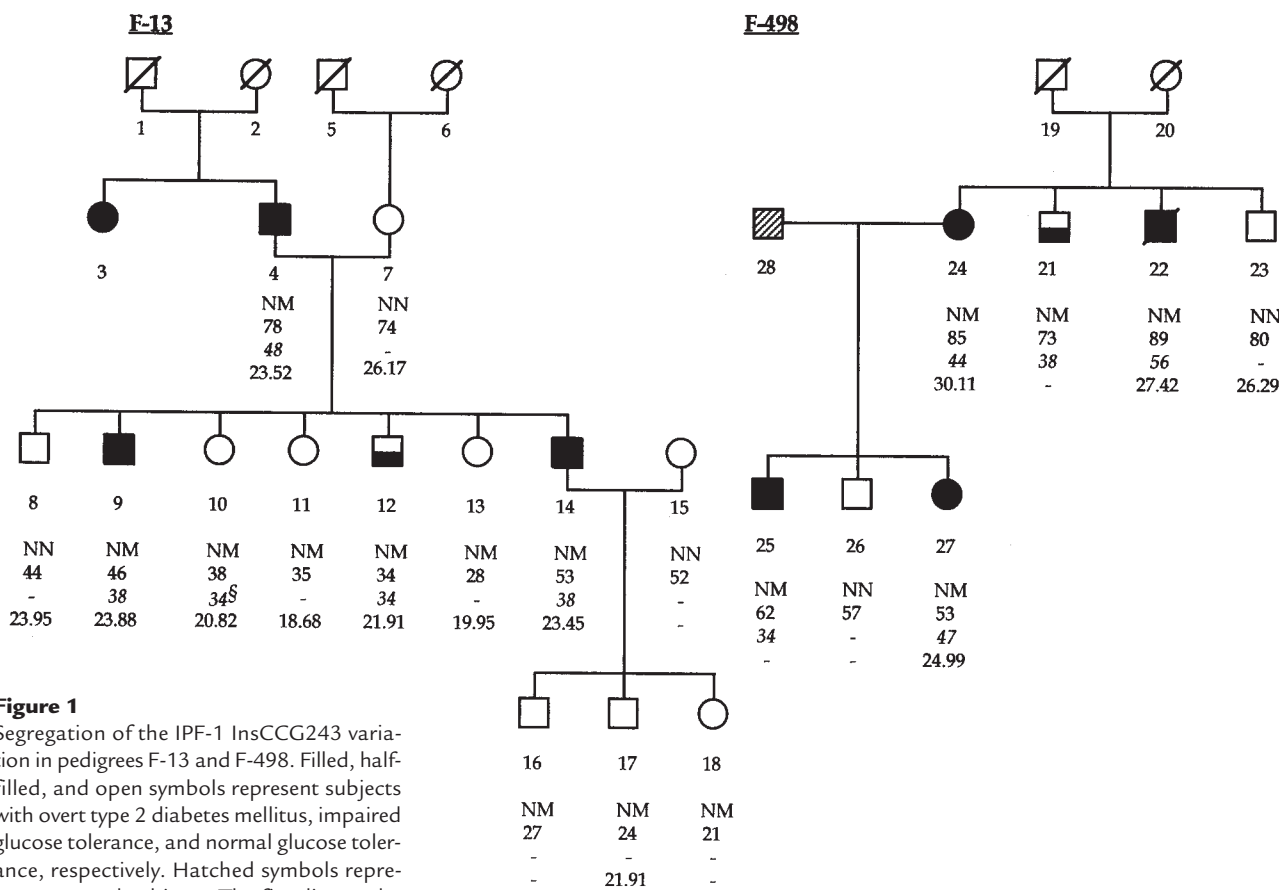 F-13
F-498
1 2 5 6
19 20
3 4 7
28 24 21 22 23
NM NN
78 74
48 -
23.52 26.17
NM NM NM NN
85 73 89 80
44 38 56 -
30.11 - 27.42 26.29
8 9 10 11 12 13 14 15
NN NM NM NM NM NM NM NN
44 46 38 35 34 28 53 52
- 38 34§ - 34 - 38 -
23.95 23.88 20.82 18.68 21.91 19.95 23.45 -
25 26 27
NM NN NM
62 57 53
34 - 47
- - 24.99
16 17 18
NM NM NM
27 24 21
- - -
- 21.91 -
Figure 1
Segregation of the IPF-1 InsCCG243 varia-
tion in pedigrees F-13 and F-498. Filled, half-
filled, and open symbols represent subjects
with overt type 2 diabetes mellitus, impaired
glucose tolerance, and normal glucose toler-
ance, respectively. Hatched symbols repre-